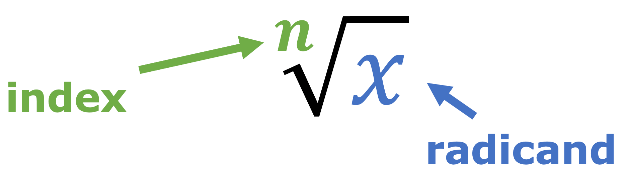 n
√x
index
radicand